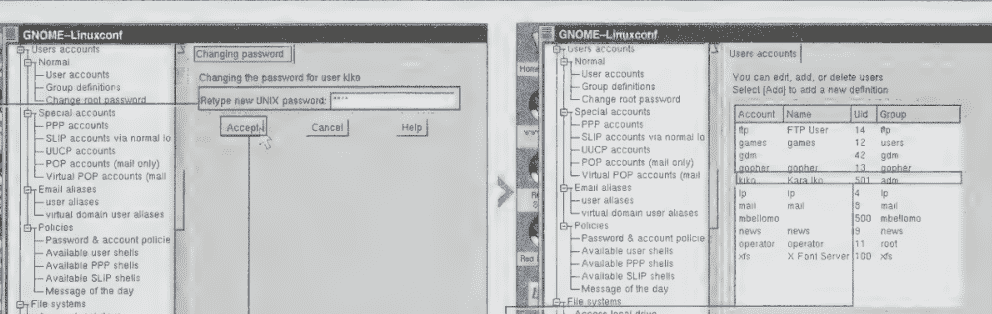 GNOME-Linuxconf
Users accounts
Normal
User accounts
Group definitions
Change root password
Special accounts
PPP accounts
SLIP accounts via normal lo
UUCP accounts
POP accounts (mail only)
Virtual POP accounts (mail
Email aliases
user aliases
virtual domain user aliases
Policies
Password & account policie
Available user shells
Available PPP shells
Available SLIP shells
Message of the day
File systems
Changing password
Changing the password for user kiko
Retype new UNIX password: ****
Accept Cancel Help
GNOME-Linuxconf
Users accounts
Normal
User accounts
Group definitions
Change root password
Special accounts
PPP accounts
SLIP accounts via normal lo
UUCP accounts
POP accounts (mail only)
Virtual POP accounts (mail
Email aliases
user aliases
virtual domain user aliases
Policies
Password & account policie
Available user shells
Available PPP shells
Available SLIP shells
Message of the day
File systems
Access local drive
Users accounts
You can edit, add, or delete users
Select [Add] to add a new definition
Account Name Uid Group
ftp FTP User 14 ftp
games games 12 users
gdm 42 gdm
gopher gopher 13 gopher
kiko Kara Iko 501 adm
lp lp 4 lp
mail mail 8 mail
mbellomo 500 mbellomo
news news 9 news
operator operator 11 root
xfs X Font Server 100 xfs